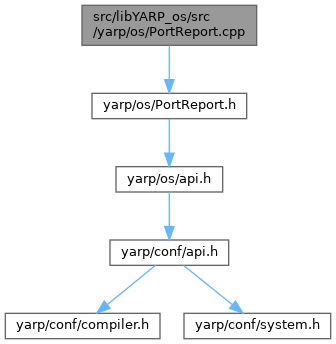 src/libYARP_os/src
/yarp/os/PortReport.cpp
yarp/os/PortReport.h
yarp/os/api.h
yarp/conf/api.h
yarp/conf/compiler.h
yarp/conf/system.h